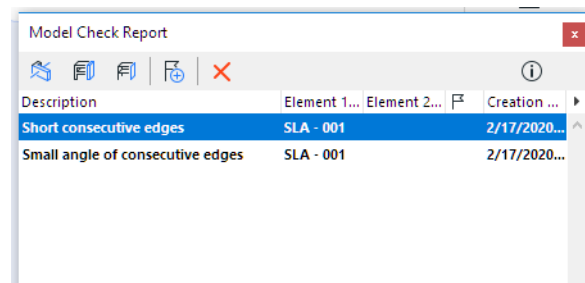 Model Check Report
x
Description Element 1... Element 2... Creation ...
Short consecutive edges SLA - 001 2/17/2020...
Small angle of consecutive edges SLA - 001 2/17/2020...